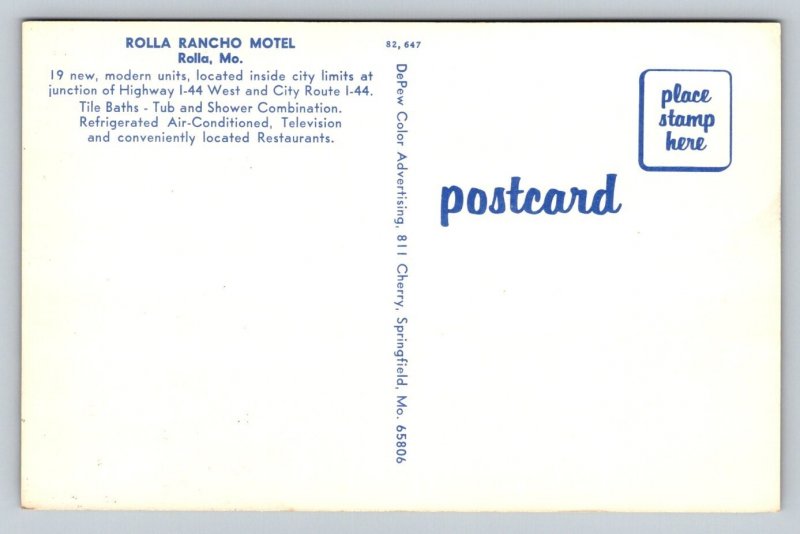 ROLLA RANCHO MOTEL
Rolla, Mo.
19 new, modern units, located inside city limits at
junction of Highway I-44 West and City Route I-44.
Tile Baths - Tub and Shower Combination.
Refrigerated Air-Conditioned, Television
and conveniently located Restaurants.
82,647
DePew Color Advertising, 811 Cherry, Springfield, Mo. 65806
place
stamp
here
postcard